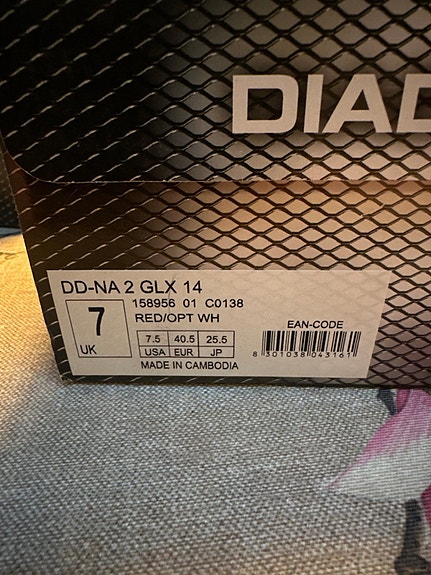 DIAD
DD-NA 2 GLX 14
158956 01 C0138
RED/OPT WH
7
UK
7.5 40.5 25.5
USA EUR JP
MADE IN CAMBODIA
EAN-CODE
8 301038 043161